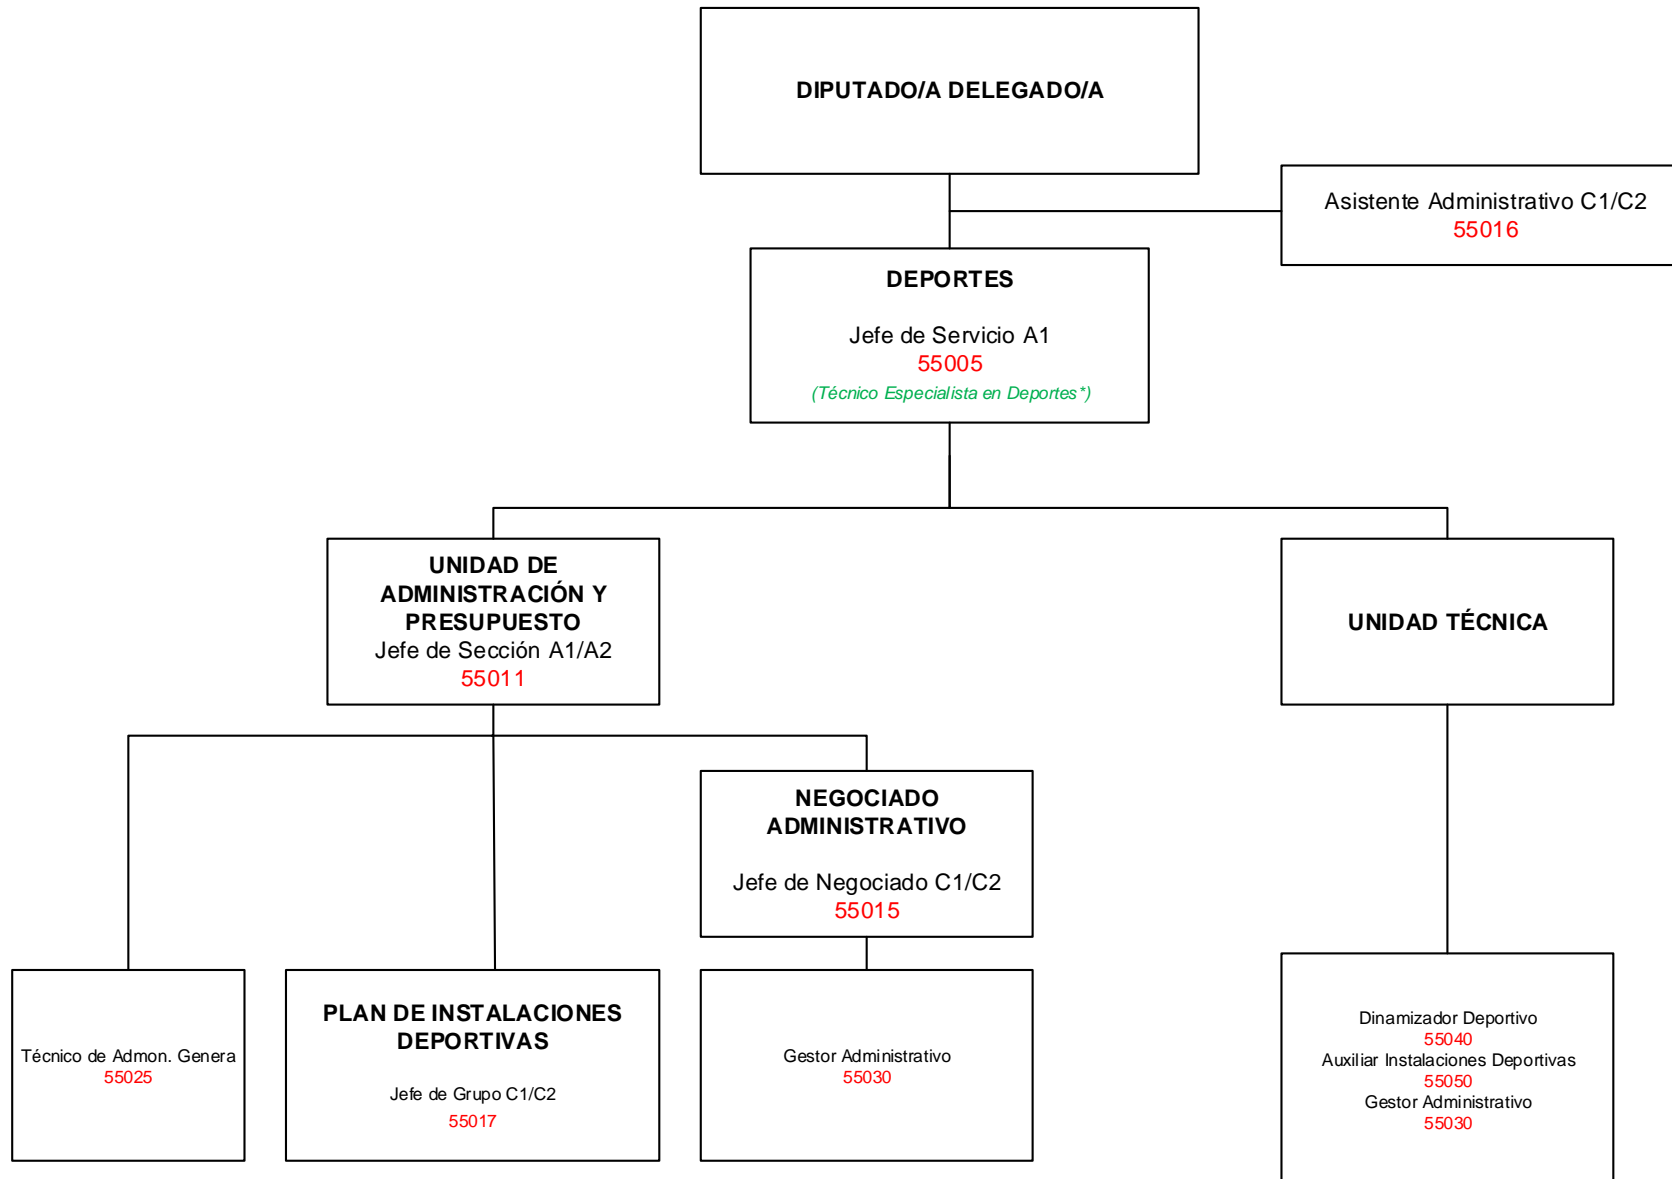 DIPUTADO/A DELEGADO/A
Asistente Administrativo C1/C2
55016
DEPORTES
Jefe de Servicio A1
55005
(Técnico Especialista en Deportes*)
UNIDAD DE
ADMINISTRACIÓN Y
PRESUPUESTO
Jefe de Sección A1/A2
55011
UNIDAD TÉCNICA
NEGOCIADO
ADMINISTRATIVO
Jefe de Negociado C1/C2
55015
Técnico de Admon. Genera
55025
PLAN DE INSTALACIONES
DEPORTIVAS
Jefe de Grupo C1/C2
55017
Gestor Administrativo
55030
Dinamizador Deportivo
55040
Auxiliar Instalaciones Deportivas
55050
Gestor Administrativo
55030